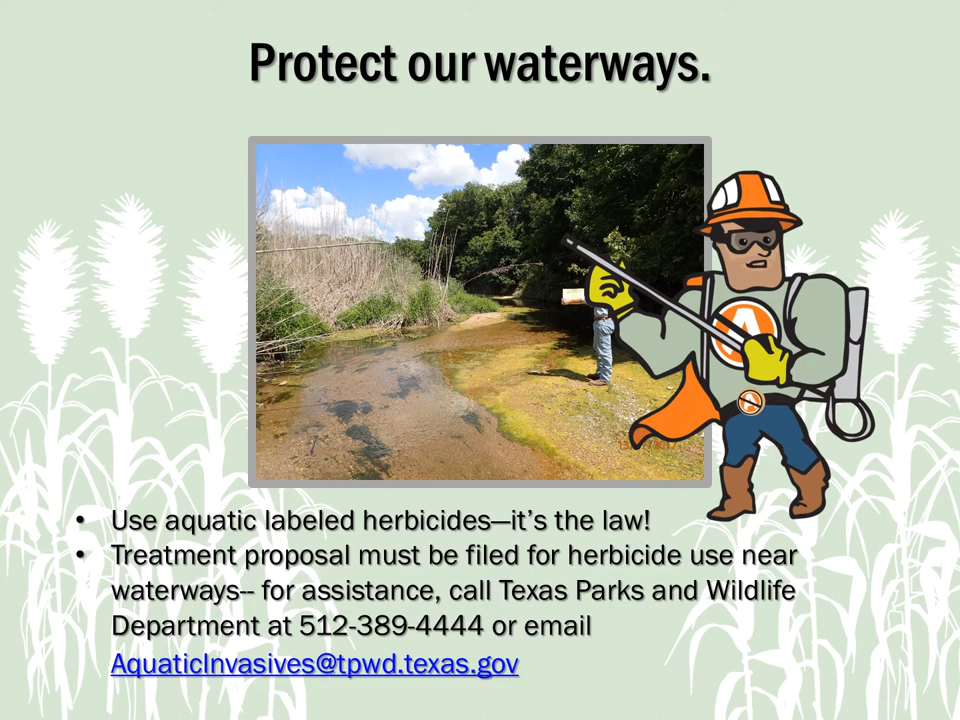 Protect our waterways.
A
A
• Use aquatic labeled herbicides—it's the law!
• Treatment proposal must be filed for herbicide use near
waterways-- for assistance, call Texas Parks and Wildlife
Department at 512-389-4444 or email
AquaticInvasives@tpwd.texas.gov